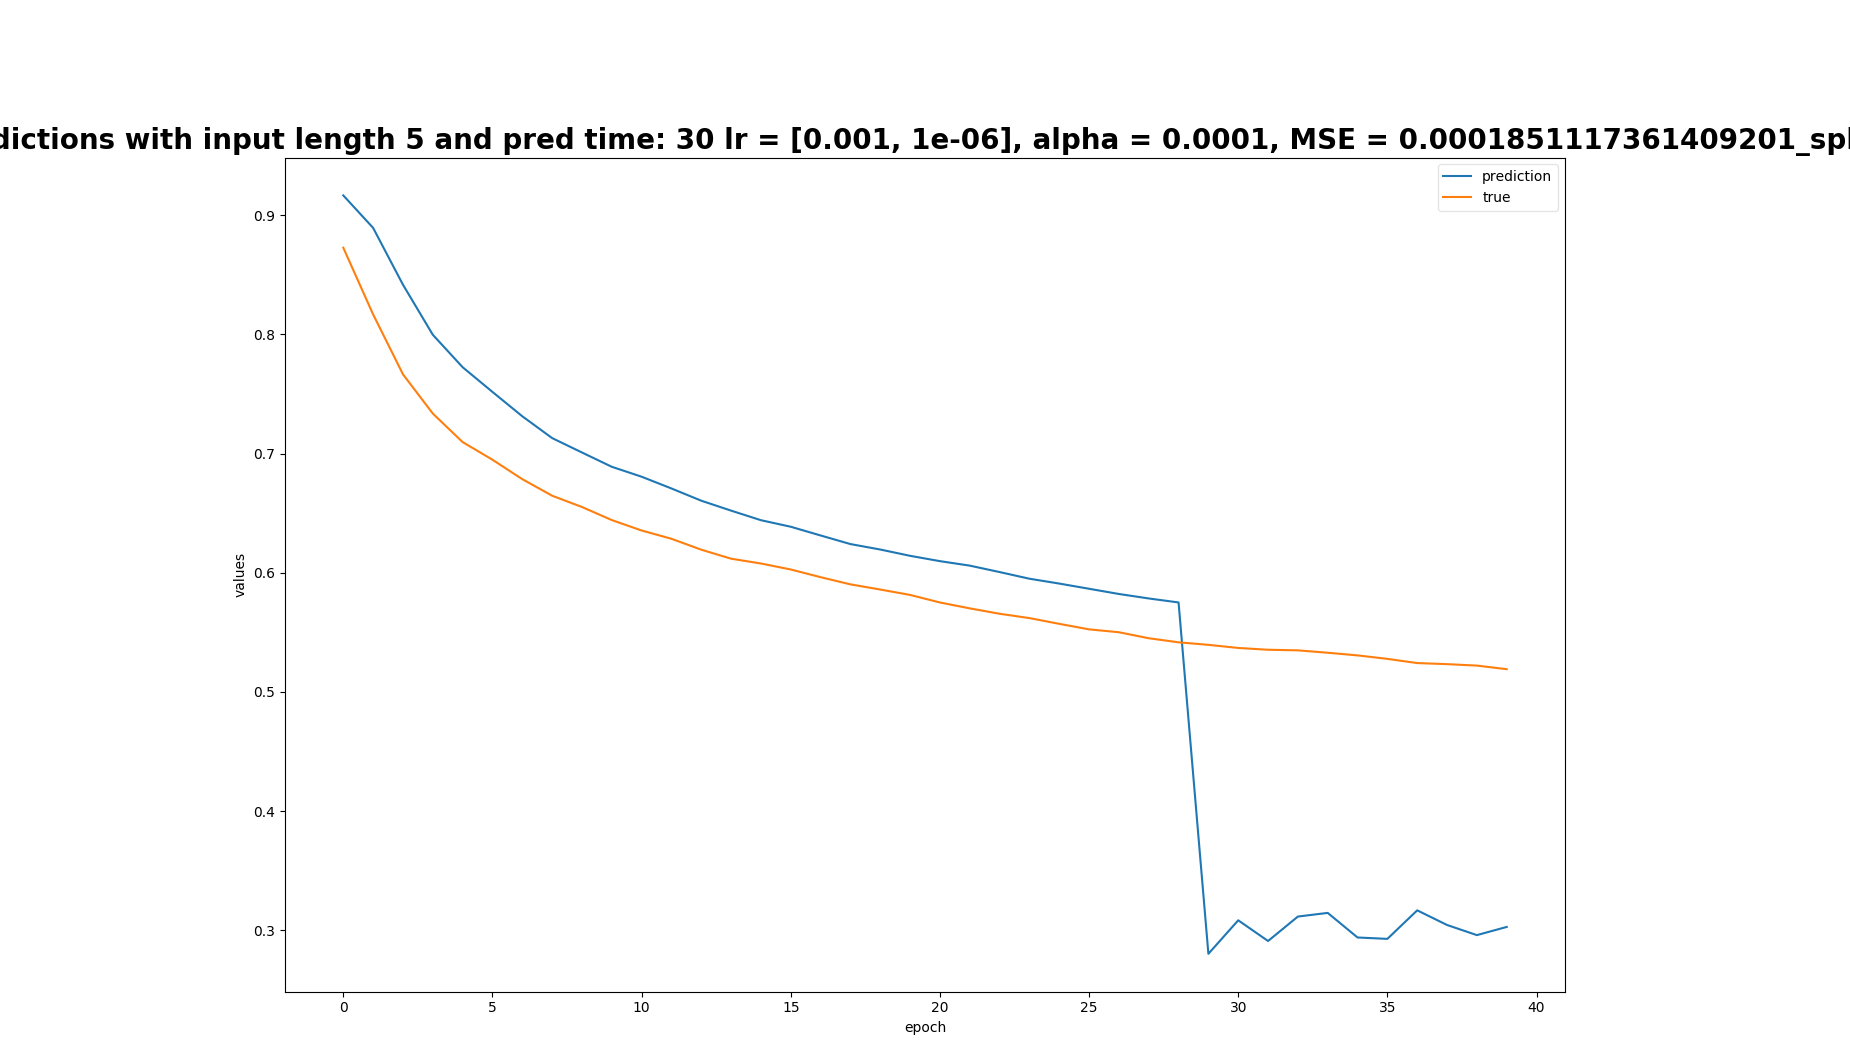 dictions with input length 5 and pred time: 30 lr = [0.001, 1e-06], alpha = 0.0001, MSE = 0.0001851117361409201_spl
prediction
true
0.9
0.8
0.7
0.6
0.5
0.4
0.3
values
0 5 10 15 20 25 30 35 40
epoch